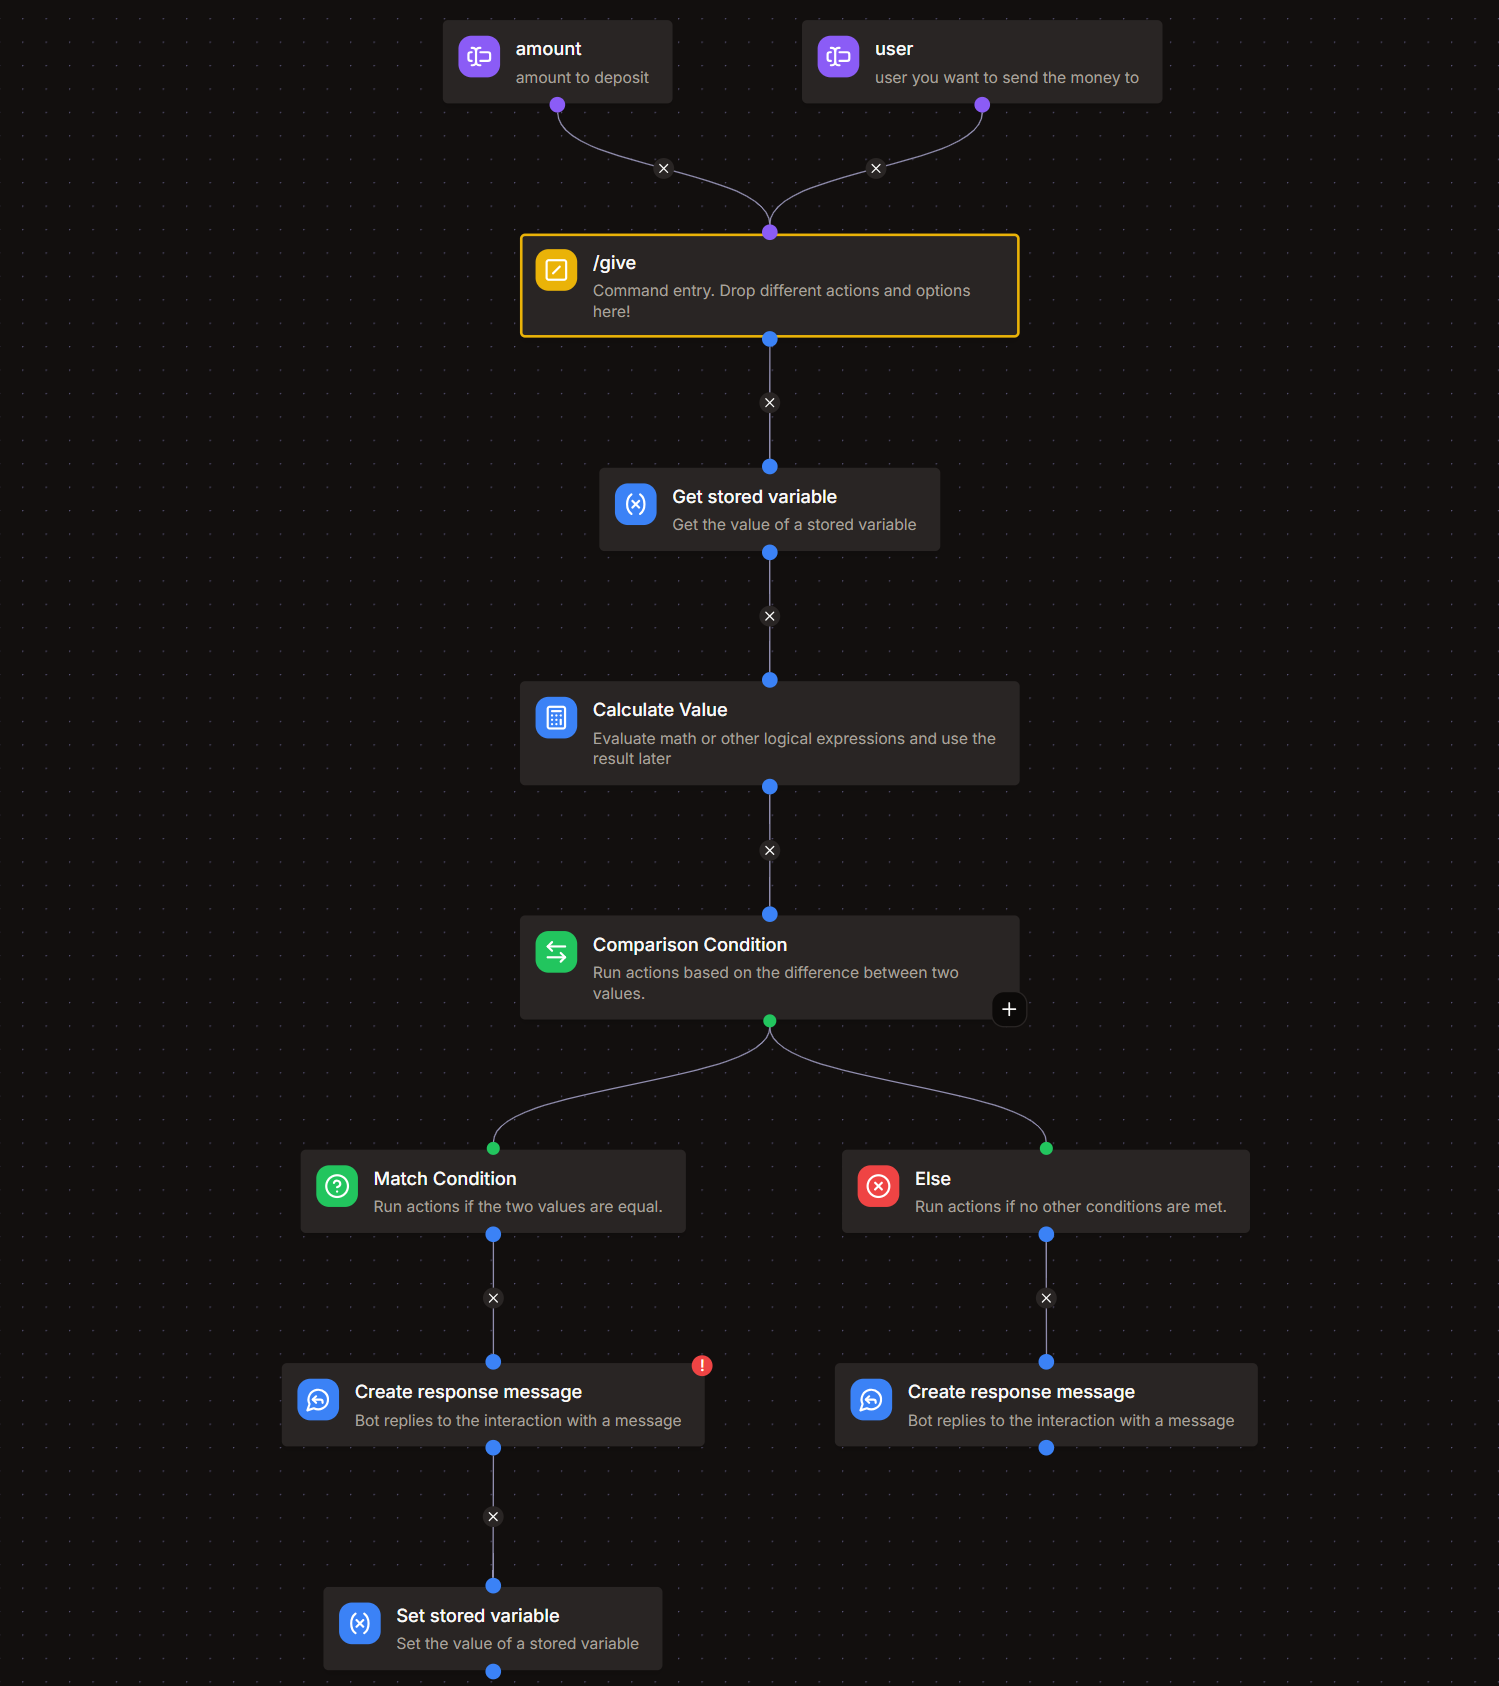 amount
amount to deposit
user
user you want to send the money to
/give
Command entry. Drop different actions and options
here!
Get stored variable
Get the value of a stored variable
Calculate Value
Evaluate math or other logical expressions and use the
result later
Comparison Condition
Run actions based on the difference between two
values.
Match Condition
Run actions if the two values are equal.
Else
Run actions if no other conditions are met.
Create response message
Bot replies to the interaction with a message
Create response message
Bot replies to the interaction with a message
Set stored variable
Set the value of a stored variable